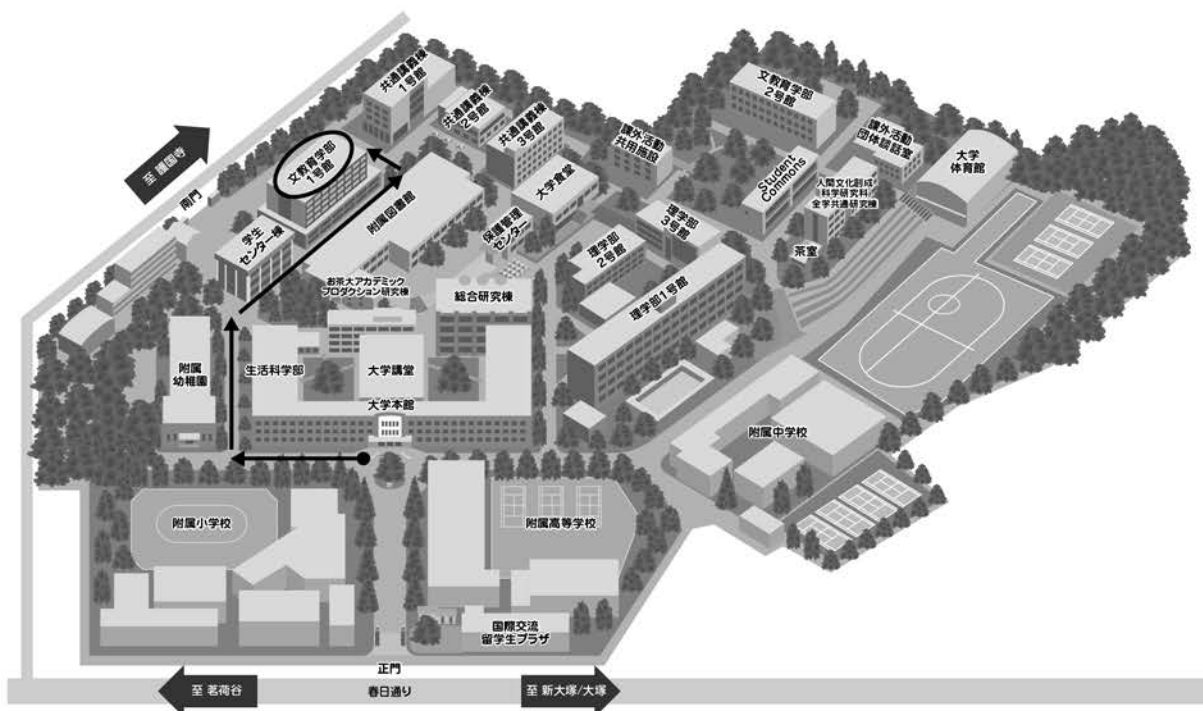 共通講義棟
1号館
共通講義棟
2号館
共通講義棟
3号館
課外活動
共用施設
文教育学部
2号館
課外活動
団体談話室
大学
体育館
至 護国寺
南門
文教育学部
1号館
附属図書館
大学食堂
Student
Commons
人間文化創成
科学研究科
全学共通研究棟
学生
センター棟
保健管理
センター
理学部
3号館
理学部
2号館
茶室
お茶大アカデミック
プロダクション研究棟
総合研究棟
理学部1号館
附属
幼稚園
生活科学部
大学講堂
大学本館
附属中学校
附属小学校
附属高等学校
国際交流
留学生プラザ
正門
至 茗荷谷
春日通り
至 新大塚/大塚